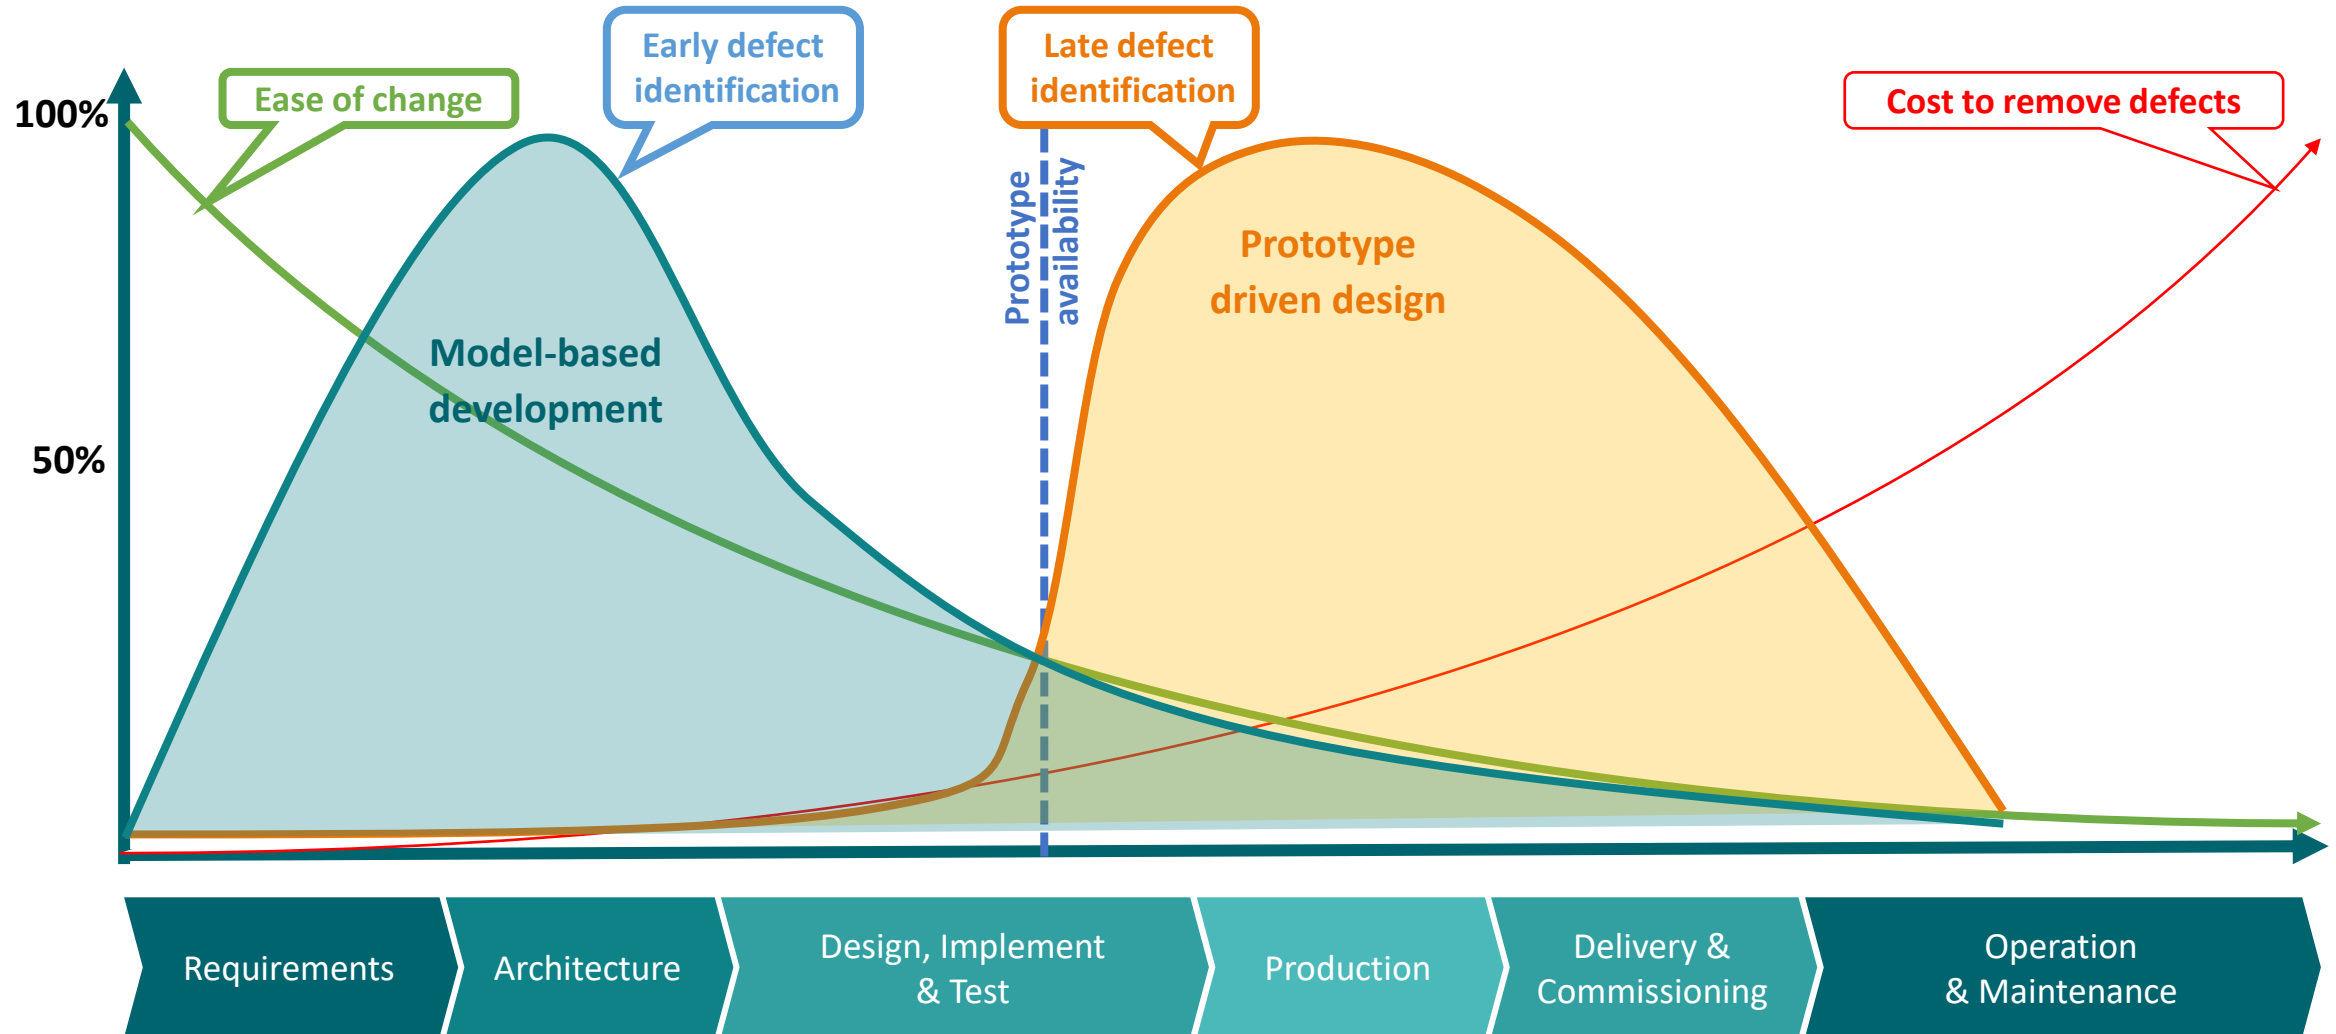 Early defect
identification
Late defect
identification
Ease of change
Cost to remove defects
100%
50%
Prototype
availability
Model-based
development
Prototype
driven design
Requirements
Architecture
Design, Implement
& Test
Production
Delivery &
Commissioning
Operation
& Maintenance